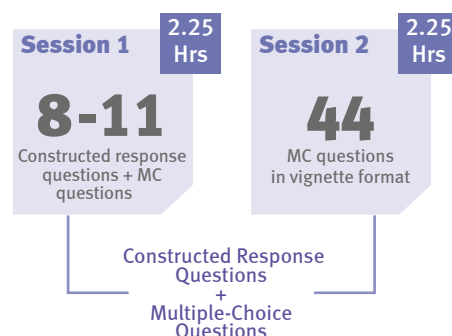 Session 1
2.25
Hrs
8-11
Constructed response
questions + MC
questions
Session 2
2.25
Hrs
44
MC questions
in vignette format
Constructed Response
Questions
+
Multiple-Choice
Questions